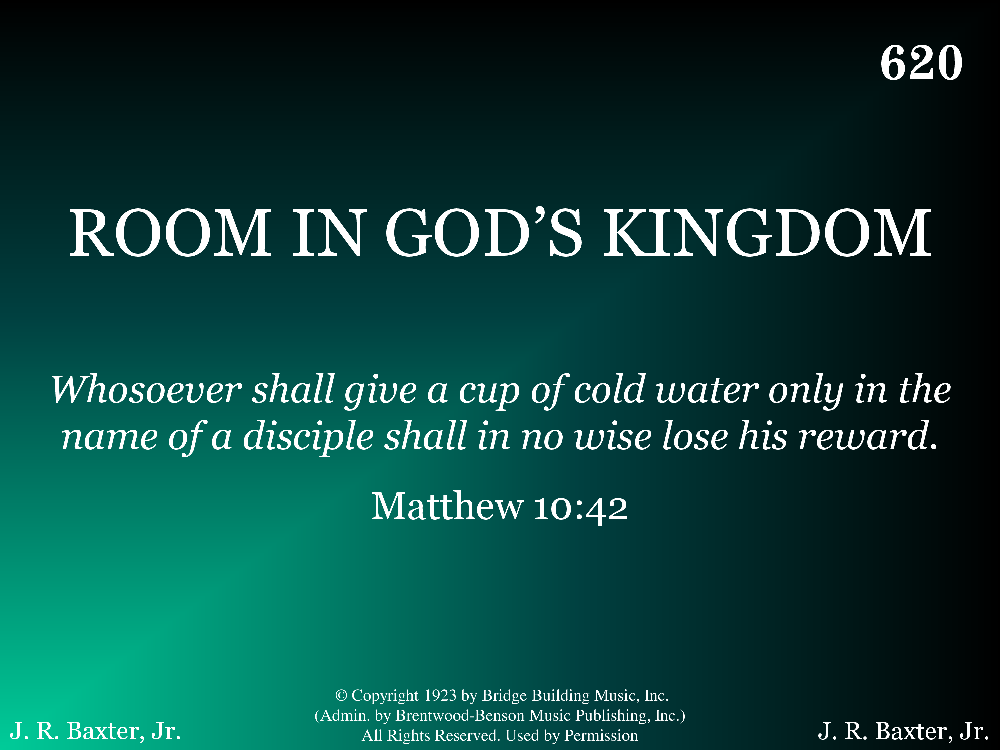 620
ROOM IN GOD’S KINGDOM
Whosoever shall give a cup of cold water only in the
name of a disciple shall in no wise lose his reward.
Matthew 10:42
© Copyright 1923 by Bridge Building Music, Inc.
(Admin. by Brentwood-Benson Music Publishing, Inc.)
All Rights Reserved. Used by Permission
J. R. Baxter, Jr.
J. R. Baxter, Jr.